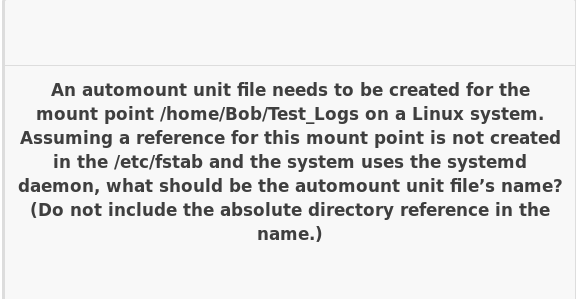 An automount unit file needs to be created for the
mount point /home/Bob/Test_Logs on a Linux system.
Assuming a reference for this mount point is not created
in the /etc/fstab and the system uses the systemd
daemon, what should be the automount unit file’s name?
(Do not include the absolute directory reference in the
name.)